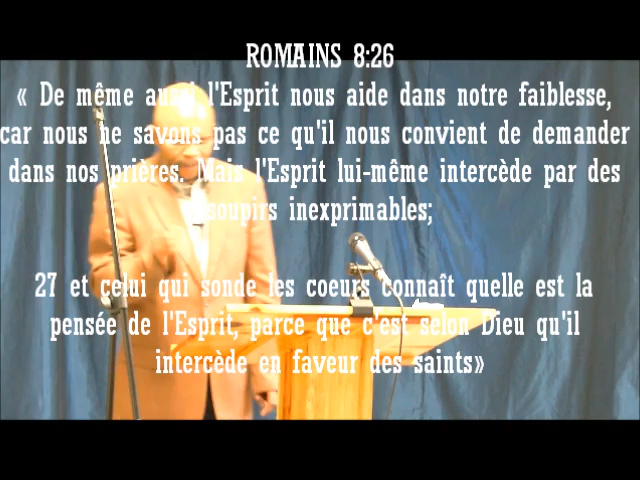 ROMAINS 8:26
« De même aussi l'Esprit nous aide dans notre faiblesse,
car nous ne savons pas ce qu'il nous convient de demander
dans nos prières. Mais l'Esprit lui-même intercède par des
soupirs inexprimables;
27 et celui qui sonde les coeurs connaît quelle est la
pensée de l'Esprit, parce que c'est selon Dieu qu'il
intercède en faveur des saints»